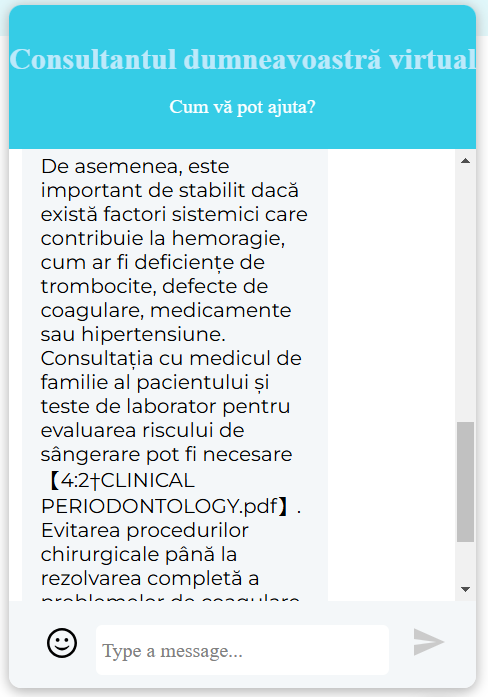 Consultantul dumneavoastră virtual
Cum vă pot ajuta?
De asemenea, este
important de stabilit dacă
există factori sistemici care
contribuie la hemoragie,
cum ar fi deficiențe de
trombocite, defecte de
coagulare, medicamente
sau hipertensiune.
Consultația cu medicul de
familie al pacientului și
teste de laborator pentru
evaluarea riscului de
sângerare pot fi necesare
【4:2†CLINICAL
PERIODONTOLOGY.pdf】.
Evitarea procedurilor
chirurgicale până la
rezolvarea completă a
problemelor de coagulare
Type a message...